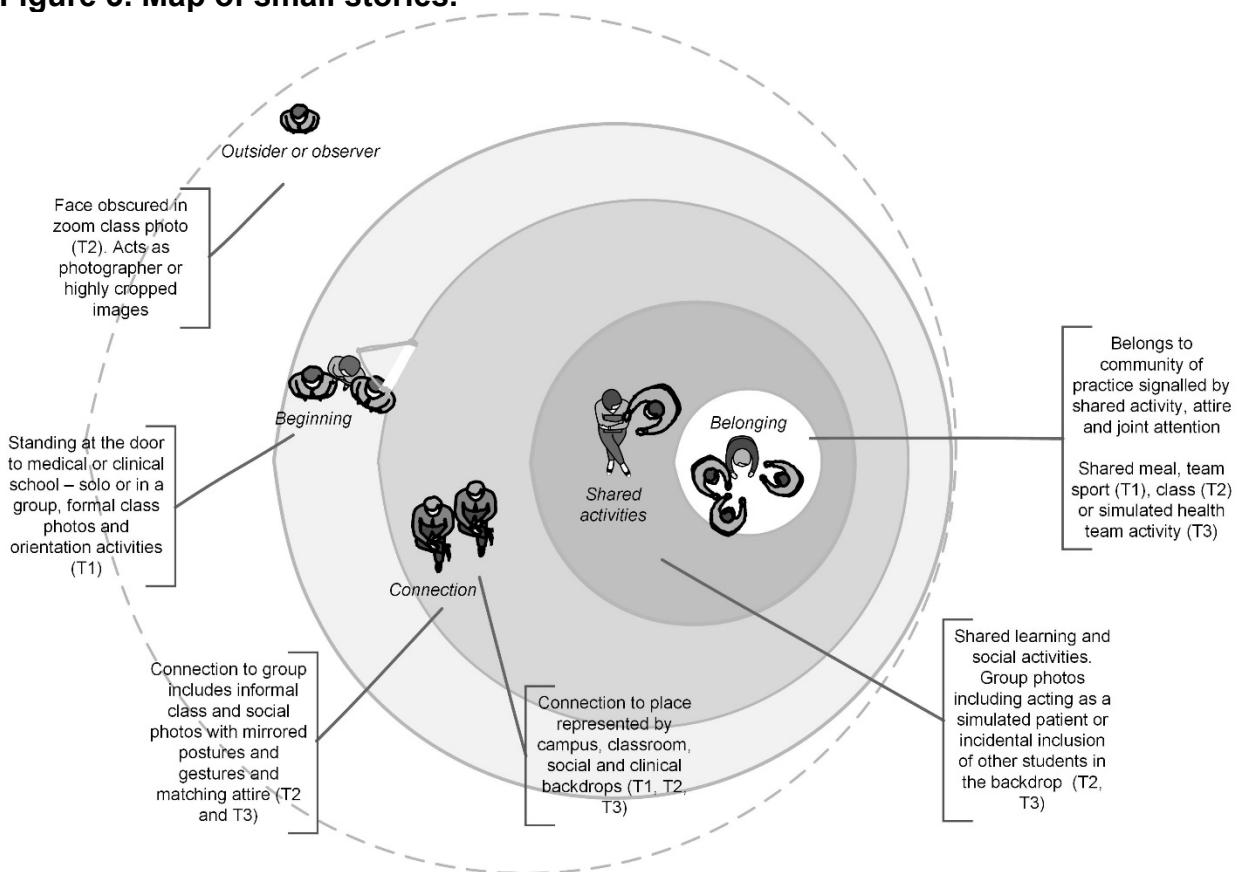 Figure 3. Map of small stories.
Outsider or observer
Face obscured in
zoom class photo
(T2). Acts as
photographer or
highly cropped
images
Beginning
Standing at the door
to medical or clinical
school – solo or in a
group, formal class
photos and
orientation activities
(T1)
Connection
Connection to group
includes informal
class and social
photos with mirrored
postures and
gestures and
matching attire (T2
and T3)
Connection to place
represented by
campus, classroom,
social and clinical
backdrops (T1, T2,
T3)
Shared
activities
Shared learning and
social activities.
Group photos
including acting as a
simulated patient or
incidental inclusion
of other students in
the backdrop (T2,
T3)
Belonging
Belongs to
community of
practice signalled by
shared activity, attire
and joint attention
Shared meal, team
sport (T1), class (T2)
or simulated health
team activity (T3)